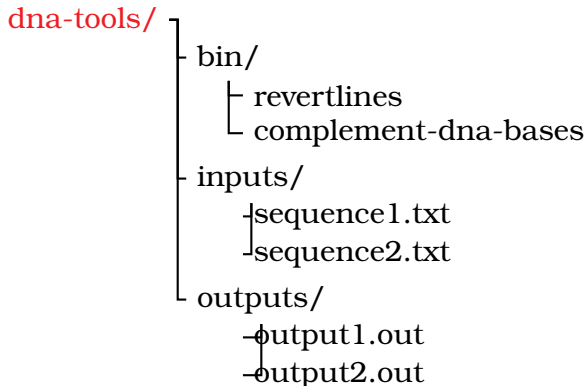 dna-tools/
bin/
revertlines
complement-dna-bases
inputs/
sequence1.txt
sequence2.txt
outputs/
output1.out
output2.out